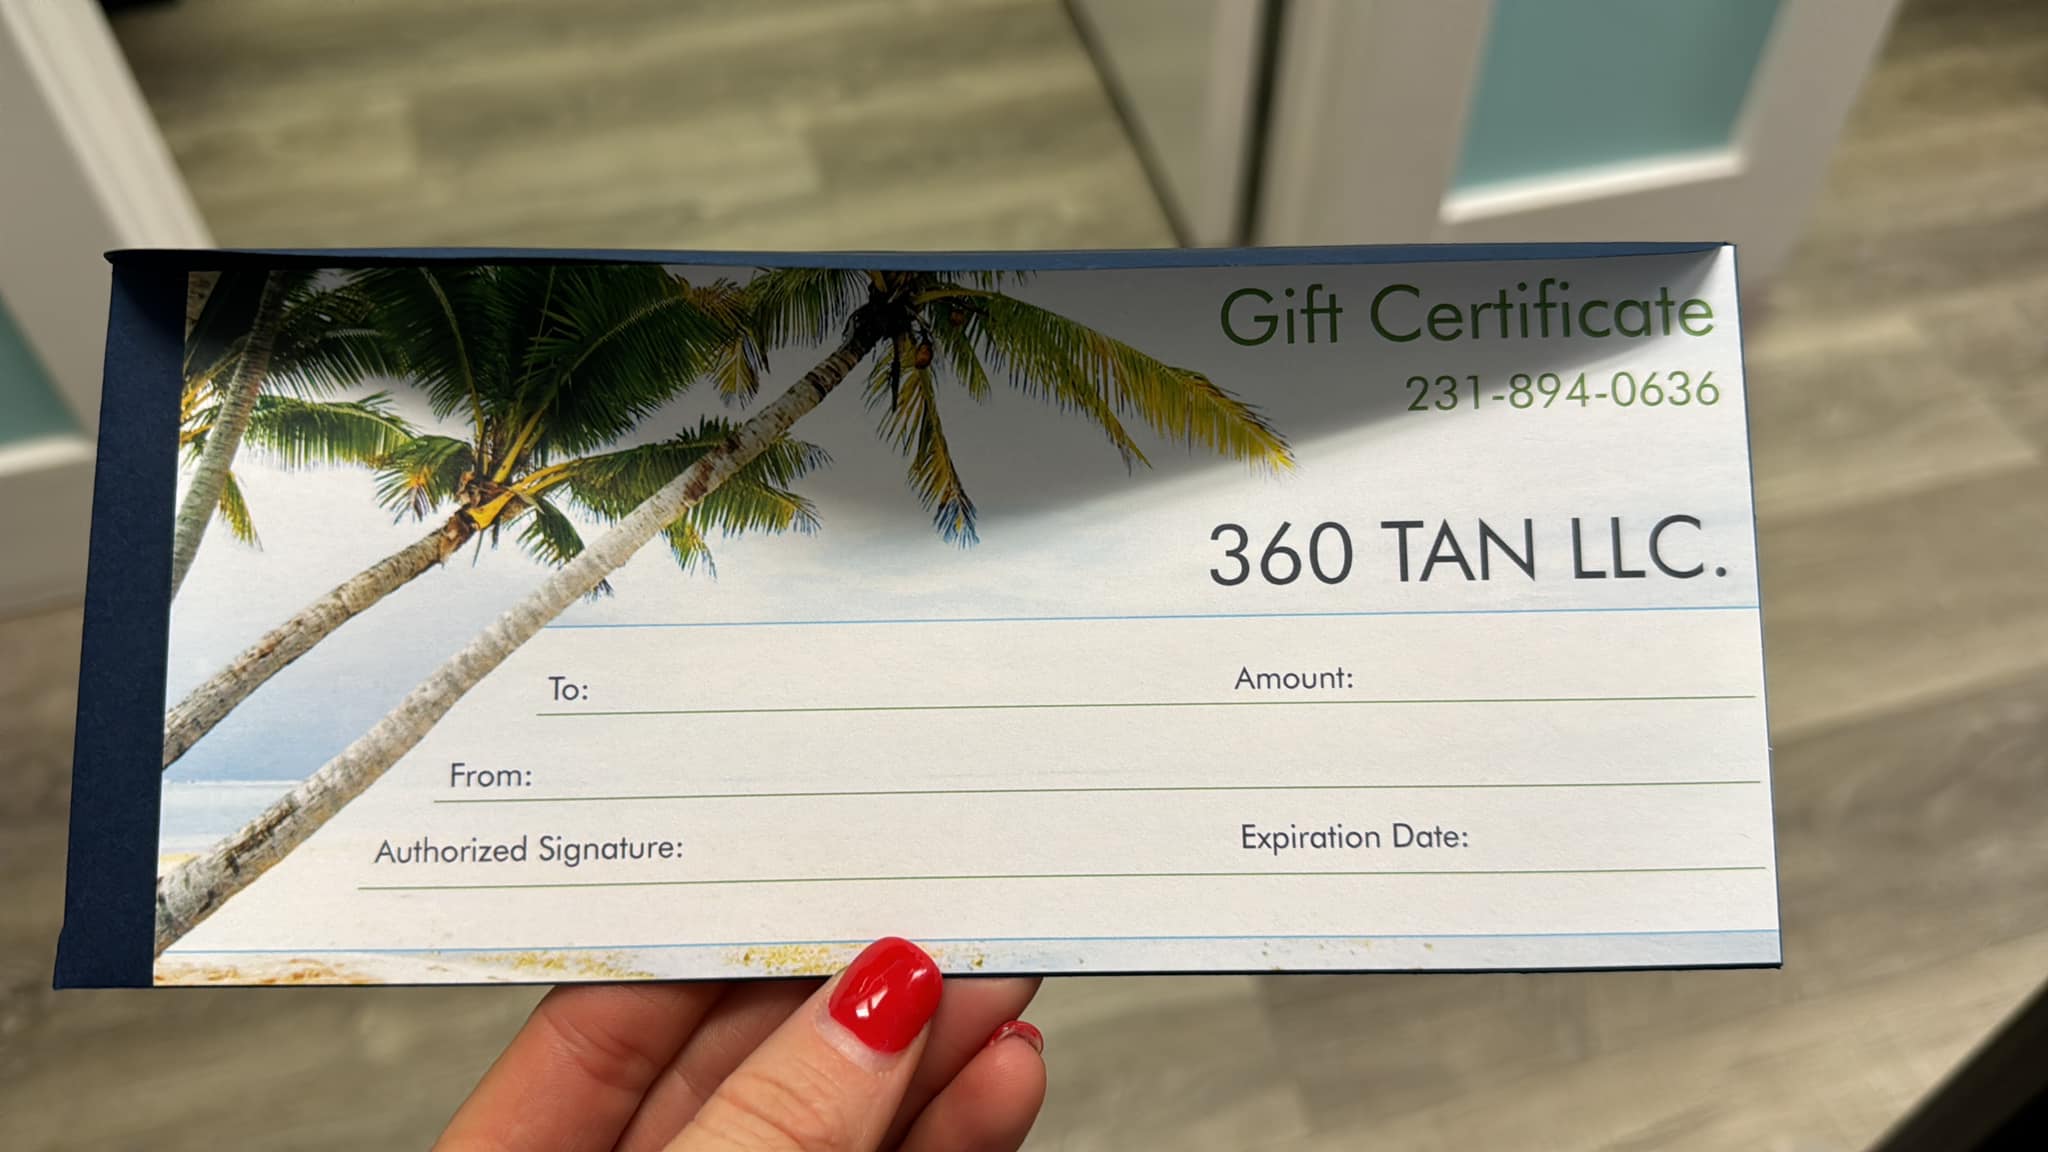 Gift Certificate
231-894-0636
360 TAN LLC.
To:
Amount:
From:
Authorized Signature:
Expiration Date: